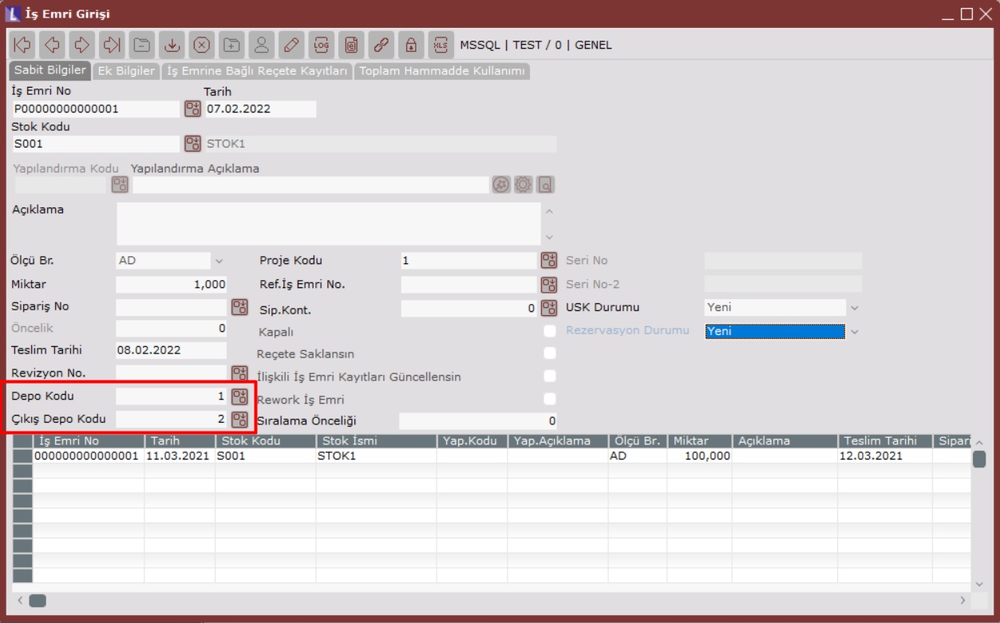 İş Emri Girişi
LOG XLS MSSQL | TEST / 0 | GENEL
Sabit Bilgiler Ek Bilgiler İş Emrine Bağlı Reçete Kayıtları Toplam Hammadde Kullanımı
İş Emri No Tarih
P00000000000001 07.02.2022
Stok Kodu
S001 STOK1
Yapılandırma Kodu Yapılandırma Açıklama
Açıklama
Ölçü Br. AD Proje Kodu 1 Seri No
Miktar 1,000 Ref.İş Emri No. Seri No-2
Sipariş No Sip.Kont. 0 USK Durumu Yeni
Öncelik 0 Kapalı Rezervasyon Durumu Yeni
Teslim Tarihi 08.02.2022 Reçete Saklansın
Revizyon No. İlişkili İş Emri Kayıtları Güncellensin
Depo Kodu 1 Rework İş Emri
Çıkış Depo Kodu 2 Sıralama Önceliği 0
İş Emri No Tarih Stok Kodu Stok İsmi Yap.Kodu Yap.Açıklama Ölçü Br. Miktar Açıklama Teslim Tarihi Sipari
000000000000001 11.03.2021 S001 STOK1 AD 100,000 12.03.2021